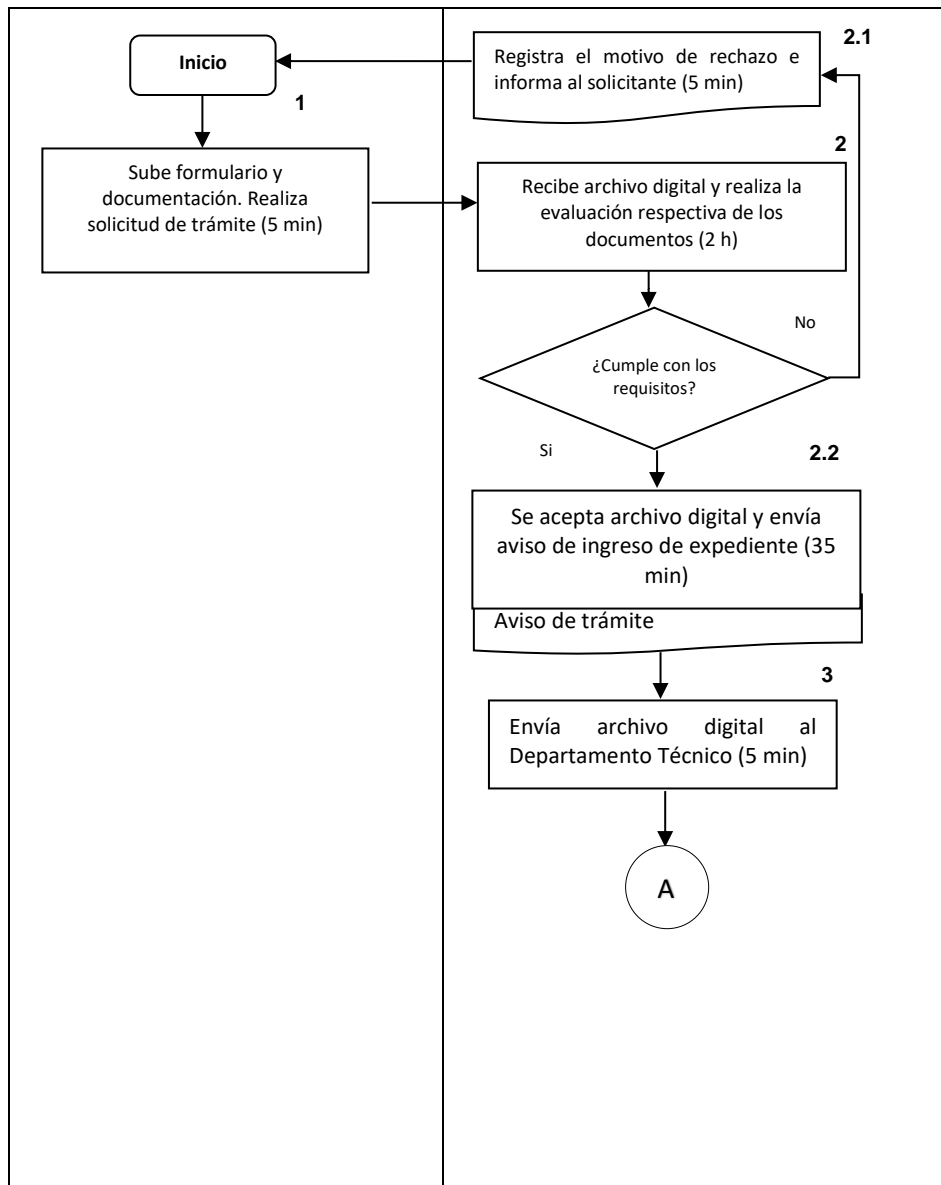 Inicio
1
Sube formulario y
documentación. Realiza
solicitud de trámite (5 min)
2.1
Registra el motivo de rechazo e
informa al solicitante (5 min)
2
Recibe archivo digital y realiza la
evaluación respectiva de los
documentos (2 h)
No
¿Cumple con los
requisitos?
Si
2.2
Se acepta archivo digital y envía
aviso de ingreso de expediente (35
min)
Aviso de trámite
3
Envía archivo digital al
Departamento Técnico (5 min)
A